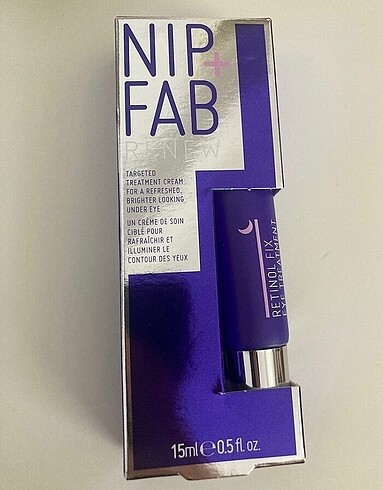 NIP+
FAB
RENEW
TARGETED
TREATMENT CREAM
FOR A REFRESHED,
BRIGHTER LOOKING
UNDER EYE
UN CRÈME DE SOIN
CIBLÉ POUR
RAFRAÎCHIR ET
ILLUMINER LE
CONTOUR DES YEUX
RETINOL FIX
EYE TREATMENT
15ml ℮ 0.5 fl. oz.